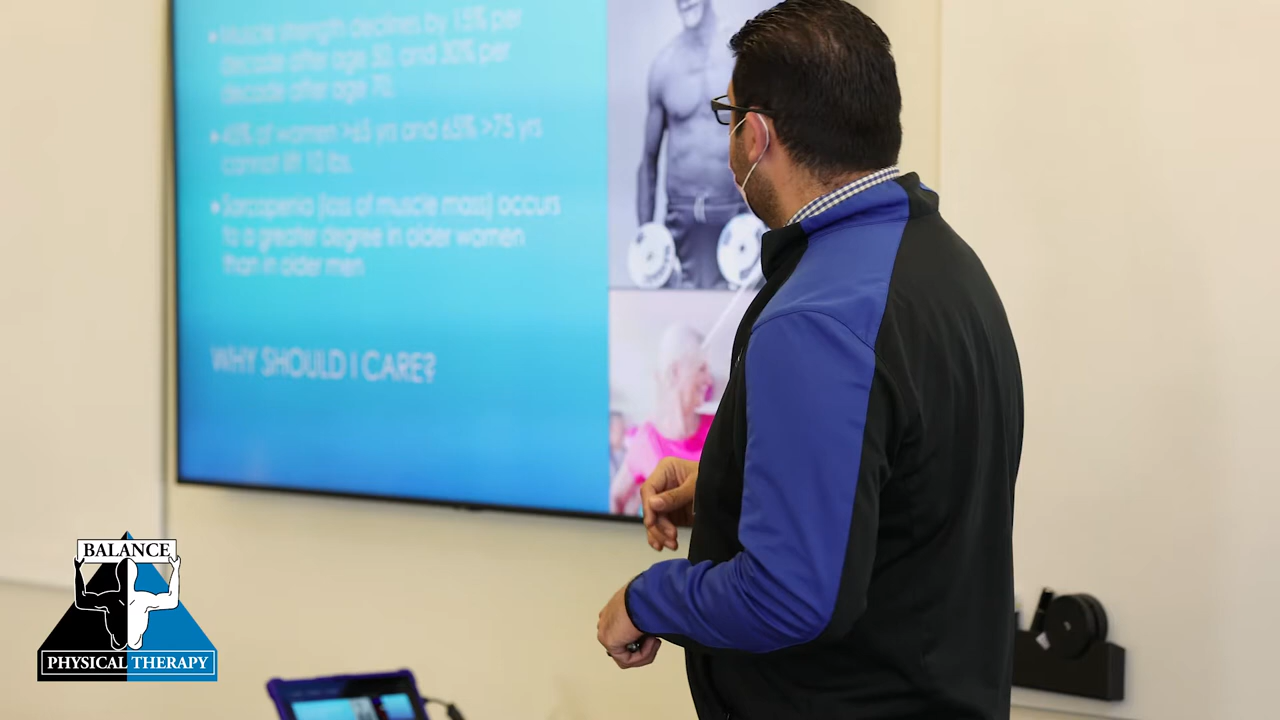 • Muscle strength declines by 15% per
decade after age 50, and 30% per
decade after age 70.
• 40% of women >65 yrs and 65% >75 yrs
cannot lift 10 lbs.
• Sarcopenia (loss of muscle mass) occurs
to a greater degree in older women
than in older men
WHY SHOULD I CARE?
BALANCE
PHYSICAL THERAPY